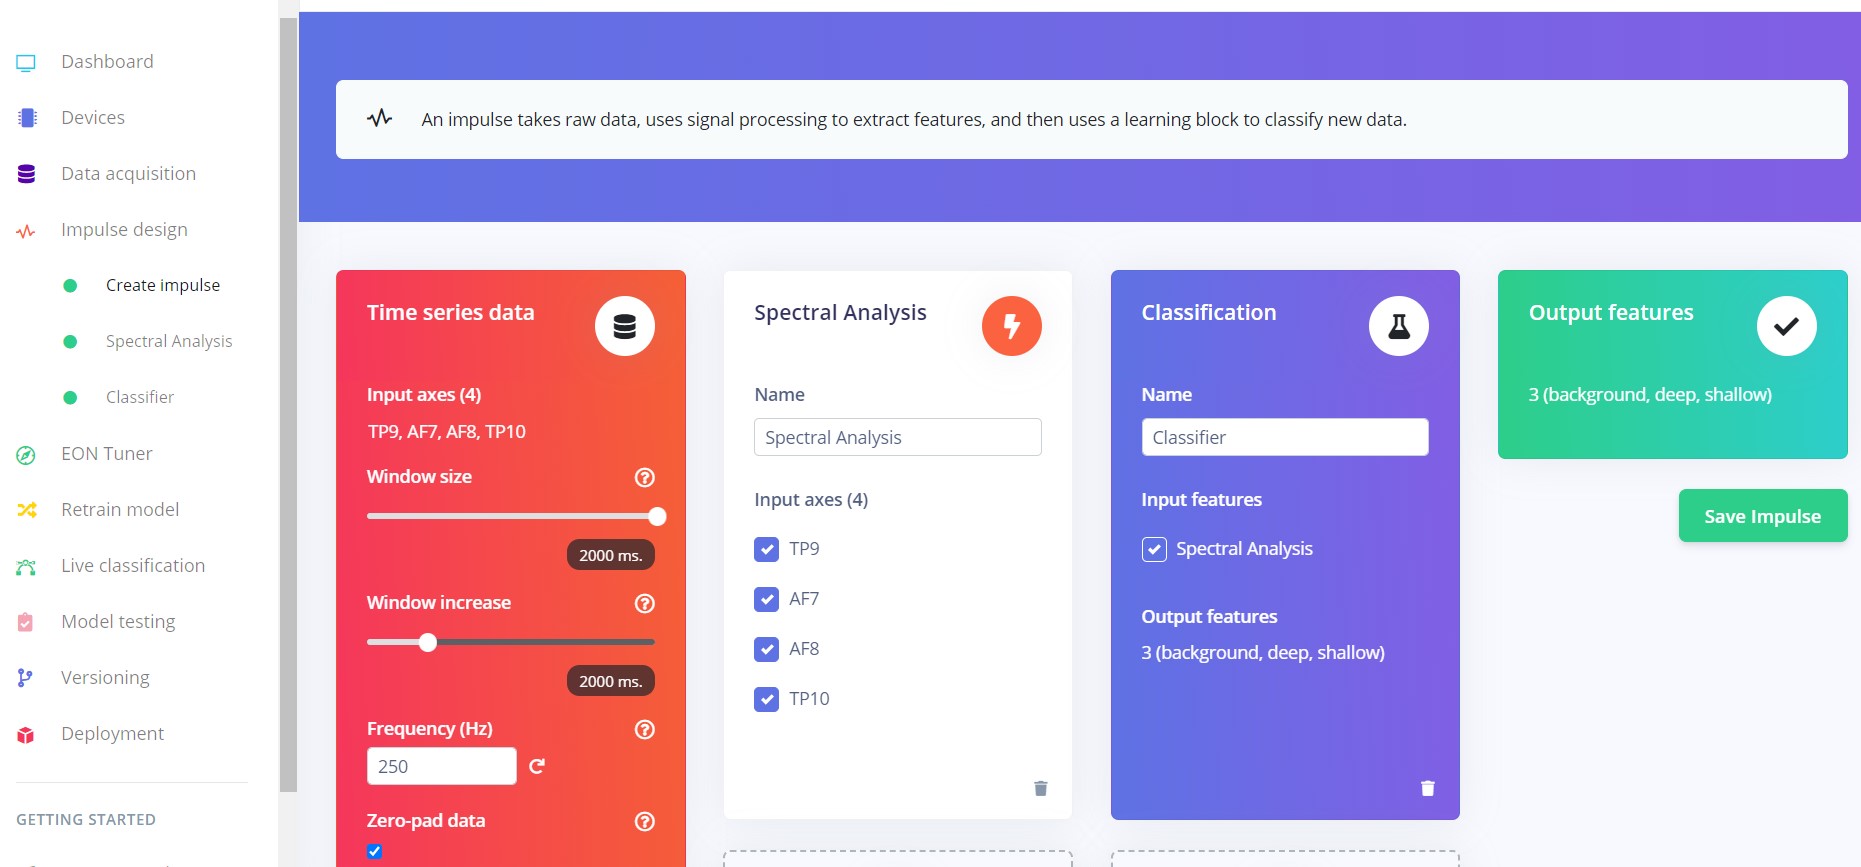 Dashboard
Devices
Data acquisition
Impulse design
Create impulse
Spectral Analysis
Classifier
EON Tuner
Retrain model
Live classification
Model testing
Versioning
Deployment
GETTING STARTED
An impulse takes raw data, uses signal processing to extract features, and then uses a learning block to classify new data.
Time series data
Input axes (4)
TP9, AF7, AF8, TP10
Window size
2000 ms.
Window increase
2000 ms.
Frequency (Hz)
250
Zero-pad data
Spectral Analysis
Name
Spectral Analysis
Input axes (4)
TP9
AF7
AF8
TP10
Classification
Name
Classifier
Input features
Spectral Analysis
Output features
3 (background, deep, shallow)
Output features
3 (background, deep, shallow)
Save Impulse